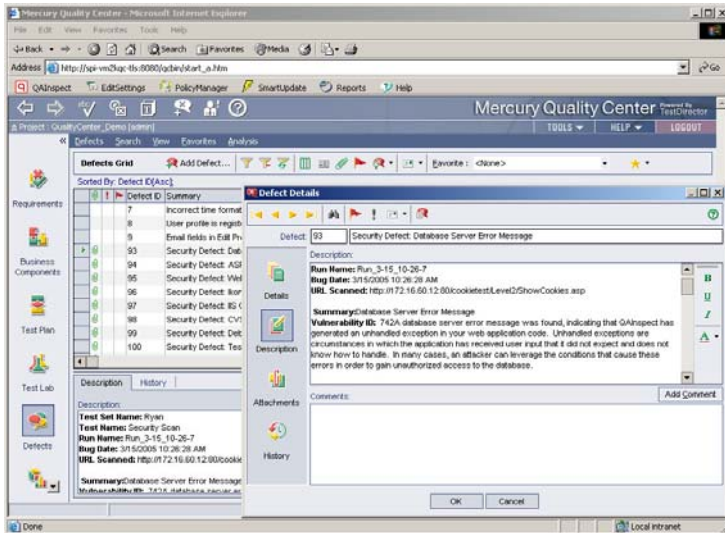 Mercury Quality Center - Microsoft Internet Explorer
File Edit View Favorites Tools Help
Back Search Favorites Media
Address http://spi-vm2kqc-tls:8080/qcbin/start_a.htm Go
QAInspect EditSettings PolicyManager SmartUpdate Reports Help
Mercury Quality Center Powered By TestDirector
Project : QualityCenter_Demo [admin] TOOLS HELP LOGOUT
« Defects Search View Favorites Analysis
Defects Grid Add Defect... Favorite : <None>
Sorted By: Defect ID[Asc];
Defect ID Summary
7 Incorrect time format
8 User profile is regist
9 Email fields in Edit Pr
93 Security Defect: Dat
94 Security Defect: ASP
95 Security Defect: Wel
96 Security Defect: Ikon
97 Security Defect: IIS
98 Security Defect: CVS
99 Security Defect: Det
100 Security Defect: Tes
Requirements
Business Components
Test Plan
Test Lab
Defects
Description History
Description:
Test Set Name: Ryan
Test Name: Security Scan
Run Name: Run_3-15_10-26-7
Bug Date: 3/15/2005 10:26:28 AM
URL Scanned: http://172.16.60.12:80/cookie
Summary:Database Server Error Message
Vulnerability ID: 742A database server er
Defect Details
Defect: 93 Security Defect: Database Server Error Message
Details
Description
Attachments
History
Description:
Run Name: Run_3-15_10-26-7
Bug Date: 3/15/2005 10:26:28 AM
URL Scanned: http://172.16.60.12:80/cookietest/Level2/ShowCookies.asp
Summary:Database Server Error Message
Vulnerability ID: 742A database server error message was found, indicating that QAInspect has
generated an unhandled exception in your web application code. Unhandled exceptions are
circumstances in which the application has received user input that it did not expect and does not
know how to handle. In many cases, an attacker can leverage the conditions that cause these
errors in order to gain unauthorized access to the database.
B
U
I
A
Comments: Add Comment
OK Cancel
Done Local intranet